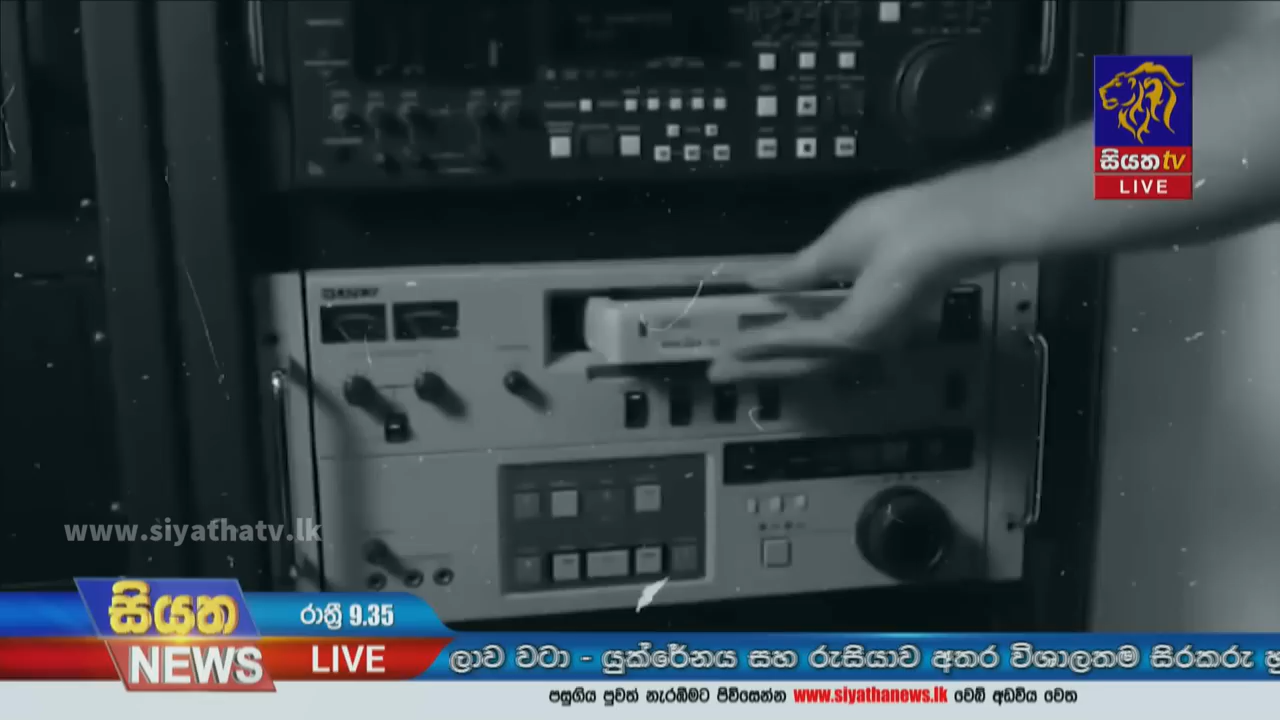 සියත tv
LIVE
www.siyathatv.lk
සියත
NEWS
රාත්‍රී 9.35
LIVE
ලාව වටා - යුක්රේනය සහ රුසියාව අතර විශාලතම සිරකරු
පසුගිය පුවත් නැරඹීමට පිවිසෙන්න www.siyathanews.lk වෙබ් අඩවිය වෙත